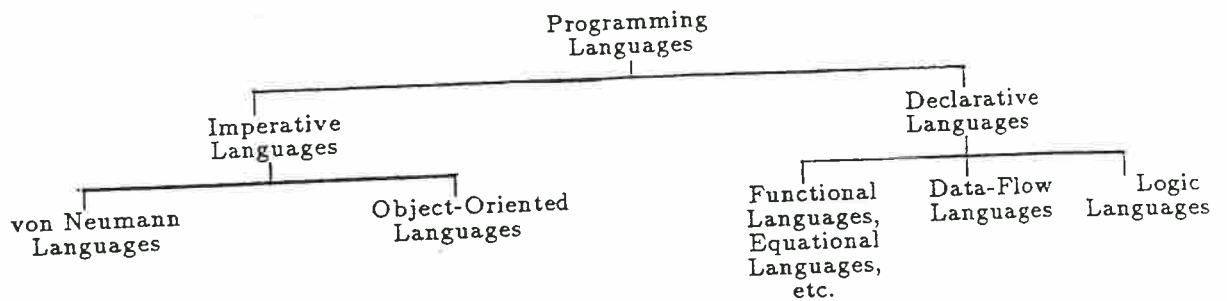 Programming
Languages
Imperative
Languages
Declarative
Languages
von Neumann
Languages
Object-Oriented
Languages
Functional
Languages,
Equational
Languages,
etc.
Data-Flow
Languages
Logic
Languages